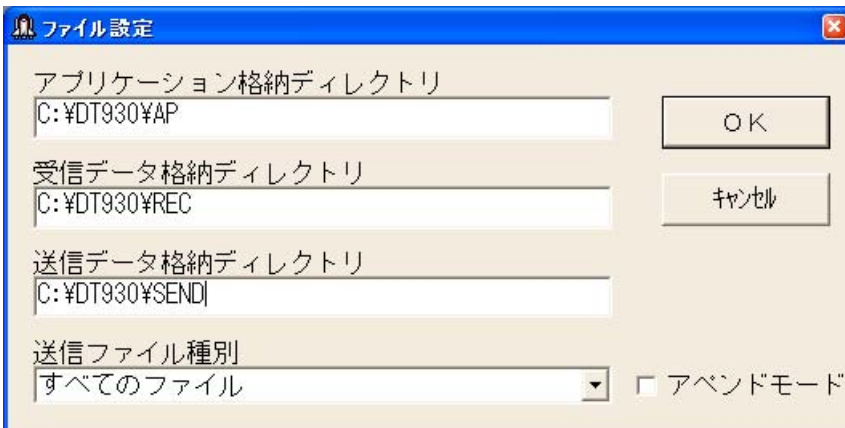 ファイル設定
アプリケーション格納ディレクトリ
C:¥DT930¥AP
OK
受信データ格納ディレクトリ
C:¥DT930¥REC
ｷｬﾝｾﾙ
送信データ格納ディレクトリ
C:¥DT930¥SEND
送信ファイル種別
すべてのファイル
アペンドモード